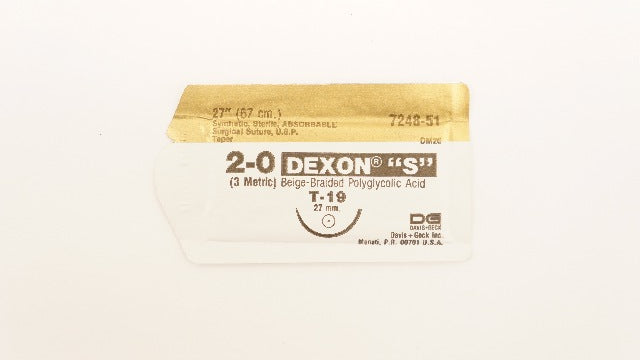 27" (67 cm.)
Synthetic, Sterile, ABSORBABLE
Surgical Suture, U.S.P.
Taper
7248-51
DM20
2-0 DEXON® "S"
(3 Metric) Beige-Braided Polyglycolic Acid
T-19
27 mm.
DG
DAVIS+GECK
Davis + Geck Inc.
Manati, P.R. 00701 U.S.A.